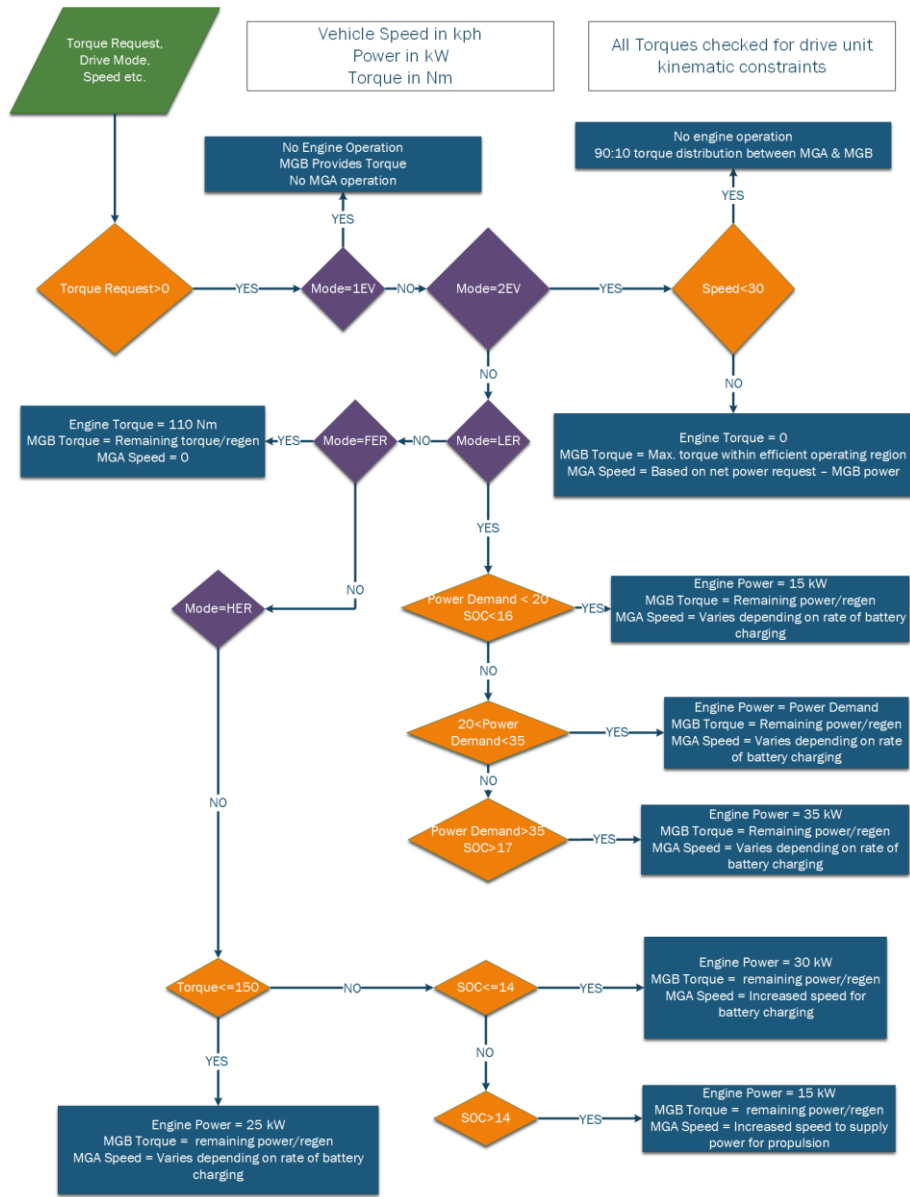 Torque Request,
Drive Mode,
Speed etc.
Vehicle Speed in kph
Power in kW
Torque in Nm
All Torques checked for drive unit
kinematic constraints
No Engine Operation
MGB Provides Torque
No MGA operation
No engine operation
90:10 torque distribution between MGA & MGB
YES
YES
Torque Request>0
YES
Mode=1EV
NO
Mode=2EV
YES
Speed<30
NO
NO
Engine Torque = 110 Nm
MGB Torque = Remaining torque/regen
MGA Speed = 0
YES
Mode=FER
NO
Mode=LER
Engine Torque = 0
MGB Torque = Max. torque within efficient operating region
MGA Speed = Based on net power request – MGB power
YES
NO
Mode=HER
Power Demand < 20
SOC<16
YES
Engine Power = 15 kW
MGB Torque = Remaining power/regen
MGA Speed = Varies depending on rate of battery
charging
NO
20<Power
Demand<35
YES
Engine Power = Power Demand
MGB Torque = Remaining power/regen
MGA Speed = Varies depending on rate
of battery charging
NO
NO
Power Demand>35
SOC>17
YES
Engine Power = 35 kW
MGB Torque = Remaining power/regen
MGA Speed = Varies depending on rate of
battery charging
Torque<=150
NO
SOC<=14
YES
Engine Power = 30 kW
MGB Torque = remaining power/regen
MGA Speed = Increased speed for
battery charging
YES
NO
Engine Power = 25 kW
MGB Torque = remaining power/regen
MGA Speed = Varies depending on rate of battery
charging
SOC>14
YES
Engine Power = 15 kW
MGB Torque = remaining power/regen
MGA Speed = Increased speed to supply
power for propulsion